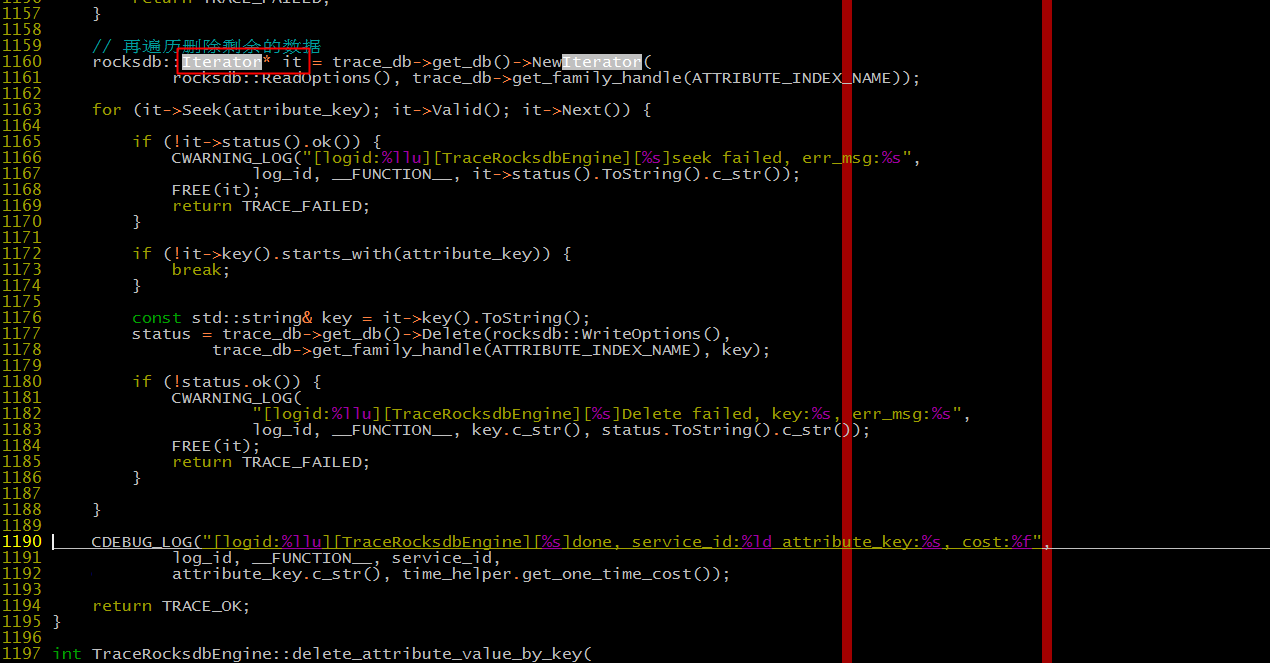 1156         return TRACE_FAILED;
1157     }
1158
1159     // 再遍历删除剩余的数据
1160     rocksdb::Iterator* it = trace_db->get_db()->NewIterator(
1161             rocksdb::ReadOptions(), trace_db->get_family_handle(ATTRIBUTE_INDEX_NAME));
1162
1163     for (it->Seek(attribute_key); it->Valid(); it->Next()) {
1164
1165         if (!it->status().ok()) {
1166             CWARNING_LOG("[logid:%llu][TraceRocksdbEngine][%s]seek failed, err_msg:%s",
1167                     log_id, __FUNCTION__, it->status().ToString().c_str());
1168             FREE(it);
1169             return TRACE_FAILED;
1170         }
1171
1172         if (!it->key().starts_with(attribute_key)) {
1173             break;
1174         }
1175
1176         const std::string& key = it->key().ToString();
1177         status = trace_db->get_db()->Delete(rocksdb::WriteOptions(),
1178                 trace_db->get_family_handle(ATTRIBUTE_INDEX_NAME), key);
1179
1180         if (!status.ok()) {
1181             CWARNING_LOG(
1182                     "[logid:%llu][TraceRocksdbEngine][%s]Delete failed, key:%s, err_msg:%s",
1183                     log_id, __FUNCTION__, key.c_str(), status.ToString().c_str());
1184             FREE(it);
1185             return TRACE_FAILED;
1186         }
1187
1188     }
1189
1190     CDEBUG_LOG("[logid:%llu][TraceRocksdbEngine][%s]done, service_id:%ld attribute_key:%s, cost:%f",
1191             log_id, __FUNCTION__, service_id,
1192             attribute_key.c_str(), time_helper.get_one_time_cost());
1193
1194     return TRACE_OK;
1195 }
1196
1197 int TraceRocksdbEngine::delete_attribute_value_by_key(